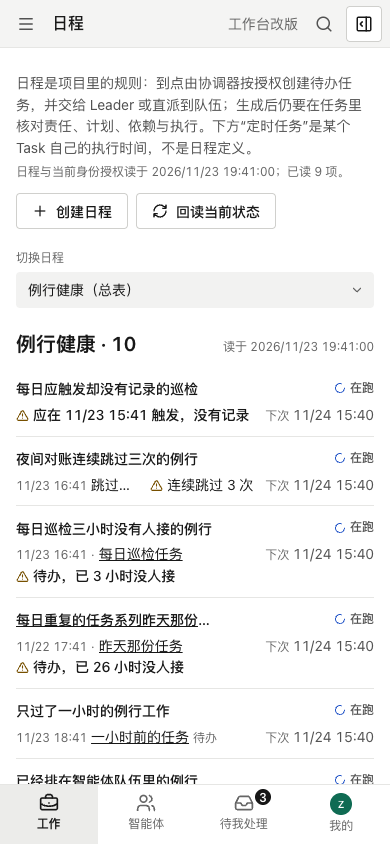 日程
工作台改版
日程是项目里的规则：到点由协调器按授权创建待办任
务，并交给 Leader 或直派到队伍；生成后仍要在任务里
核对责任、计划、依赖与执行。下方“定时任务”是某个
Task 自己的执行时间，不是日程定义。
日程与当前身份授权读于 2026/11/23 19:41:00；已读 9 项。
创建日程
回读当前状态
切换日程
例行健康（总表）
例行健康 · 10
读于 2026/11/23 19:41:00
每日应触发却没有记录的巡检
在跑
应在 11/23 15:41 触发，没有记录
下次 11/24 15:40
夜间对账连续跳过三次的例行
在跑
11/23 16:41 跳过...
连续跳过 3 次
下次 11/24 15:40
每日巡检三小时没有人接的例行
在跑
11/23 16:41 · 每日巡检任务
下次 11/24 15:40
待办，已 3 小时没人接
每日重复的任务系列昨天那份...
在跑
11/22 17:41 · 昨天那份任务
下次 11/24 15:40
待办，已 26 小时没人接
只过了一小时的例行工作
在跑
11/23 18:41 一小时前的任务 待办
下次 11/24 15:40
已经排在智能体队伍里的例行
在跑
工作
智能体
3
待我处理
Z
我的